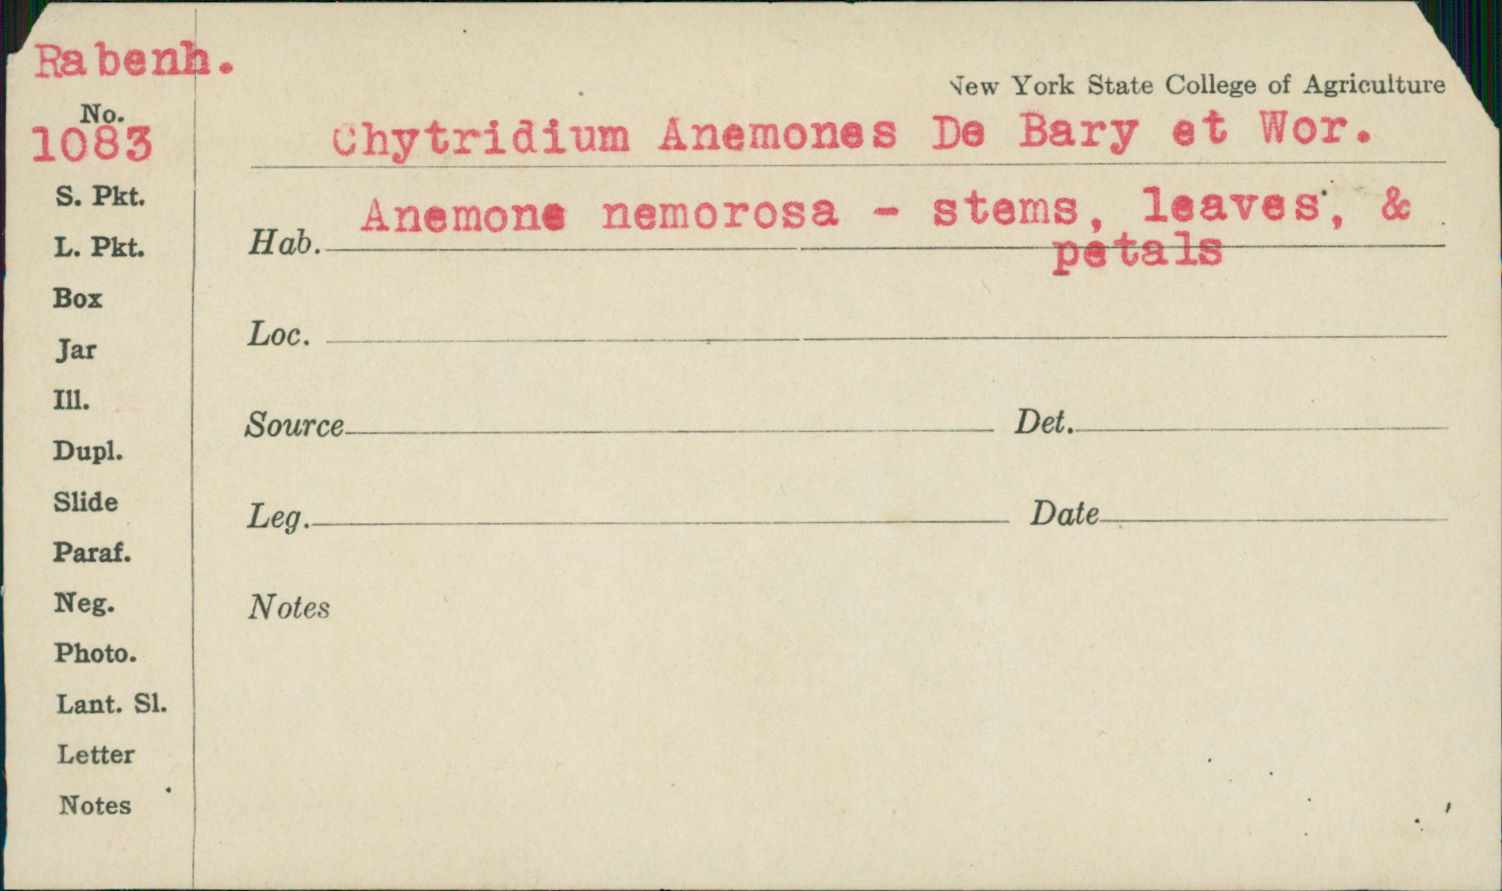 Rabenh.
New York State College of Agriculture
No.
1083
Chytridium Anemones De Bary et Wor.
S. Pkt.
Hab. Anemone nemorosa - stems, leaves, &
petals
L. Pkt.
Box
Loc.
Jar
Ill.
Source Det.
Dupl.
Slide
Leg. Date
Paraf.
Neg.
Notes
Photo.
Lant. Sl.
Letter
Notes